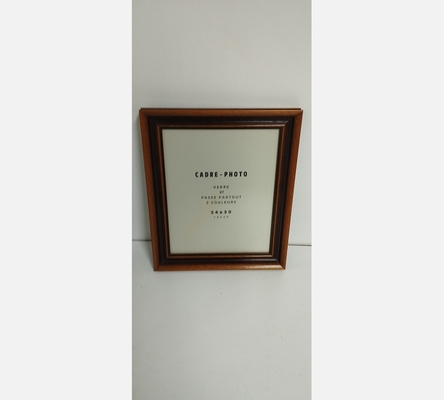 CADRE-PHOTO
VERRE
ET
PASSE PARTOUT
2 COULEURS
24x30